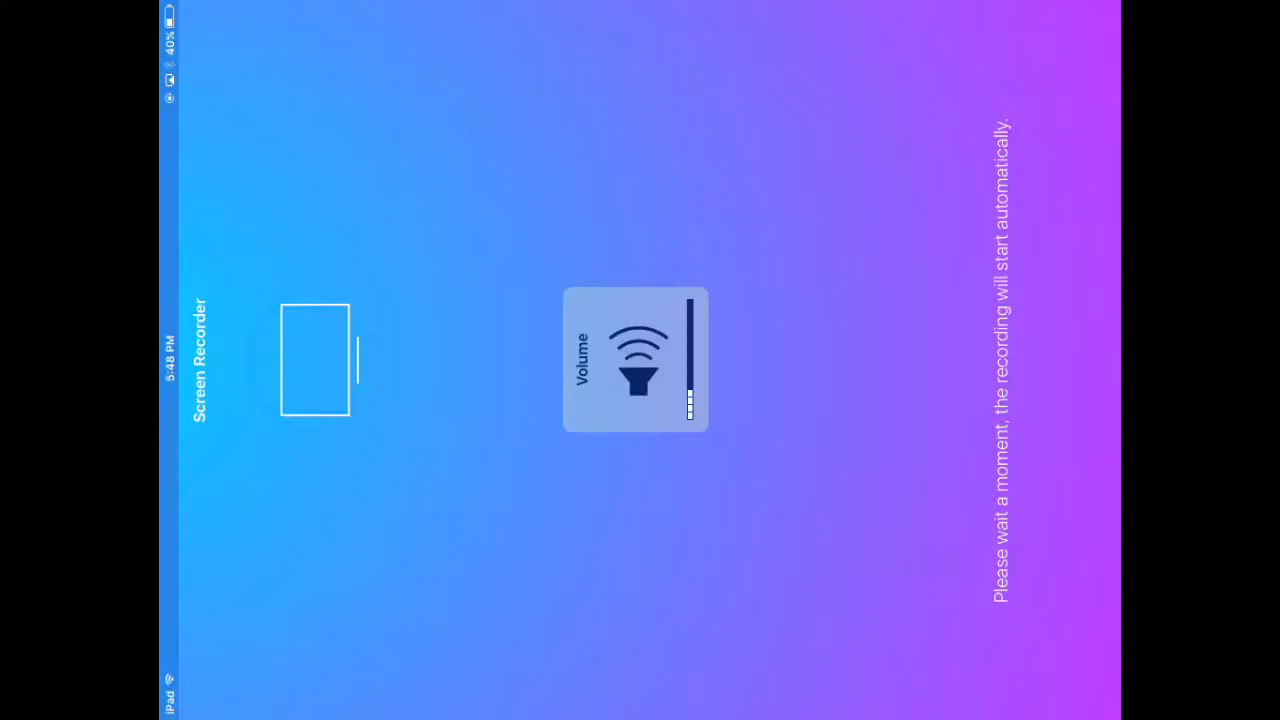 iPad 5:48 PM 40%
Screen Recorder
Volume
Please wait a moment, the recording will start automatically.